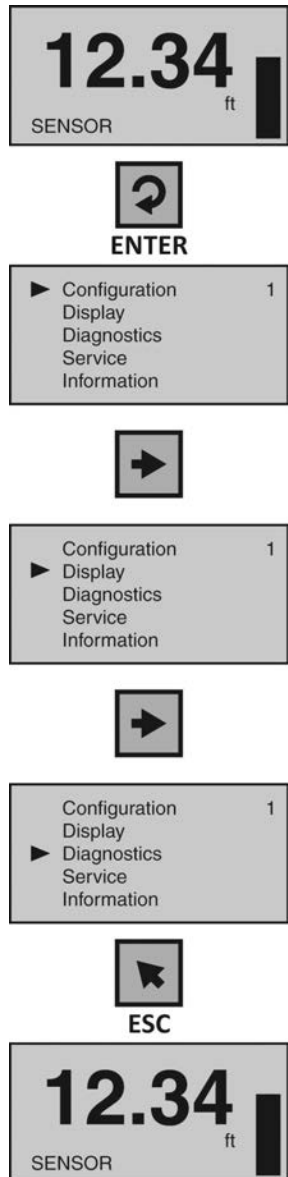 12.34
ft
SENSOR
ENTER
Configuration 1
Display
Diagnostics
Service
Information
Configuration 1
Display
Diagnostics
Service
Information
Configuration 1
Display
Diagnostics
Service
Information
ESC
12.34
ft
SENSOR